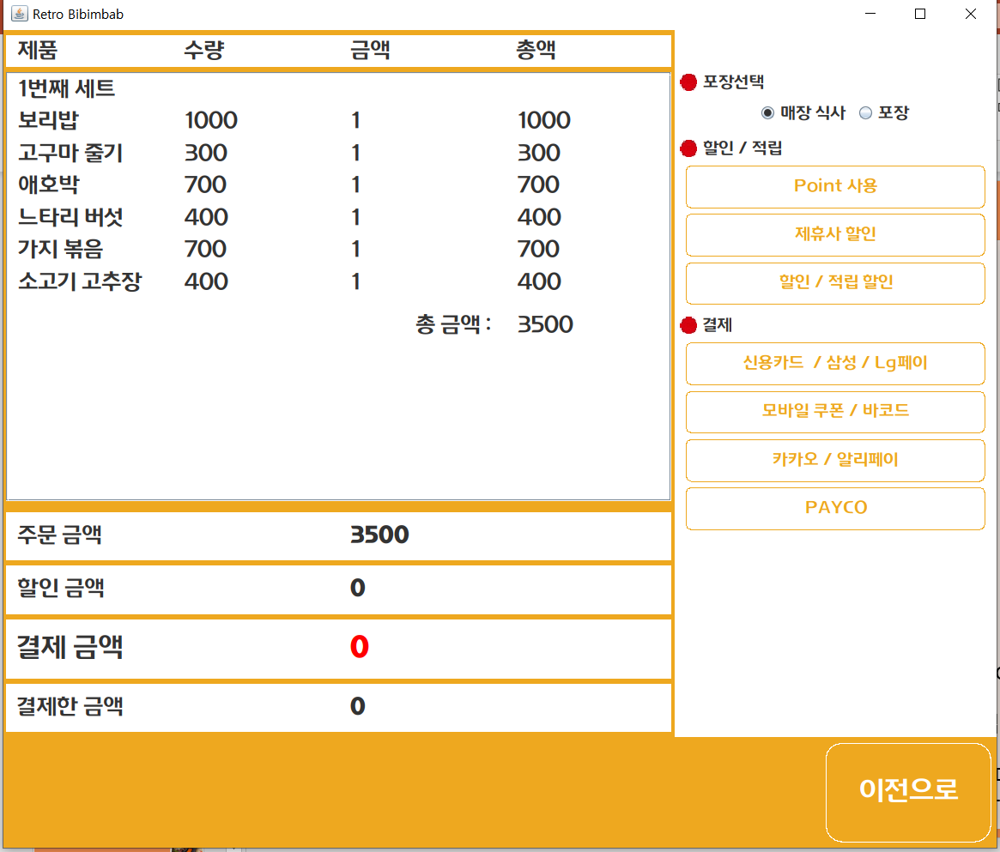 Retro Bibimbab
제품 수량 금액 총액
1번째 세트
보리밥 1000 1 1000
고구마 줄기 300 1 300
애호박 700 1 700
느타리 버섯 400 1 400
가지 볶음 700 1 700
소고기 고추장 400 1 400
총 금액 : 3500
주문 금액 3500
할인 금액 0
결제 금액 0
결제한 금액 0
포장선택
매장 식사 포장
할인 / 적립
Point 사용
제휴사 할인
할인 / 적립 할인
결제
신용카드 / 삼성 / Lg페이
모바일 쿠폰 / 바코드
카카오 / 알리페이
PAYCO
이전으로